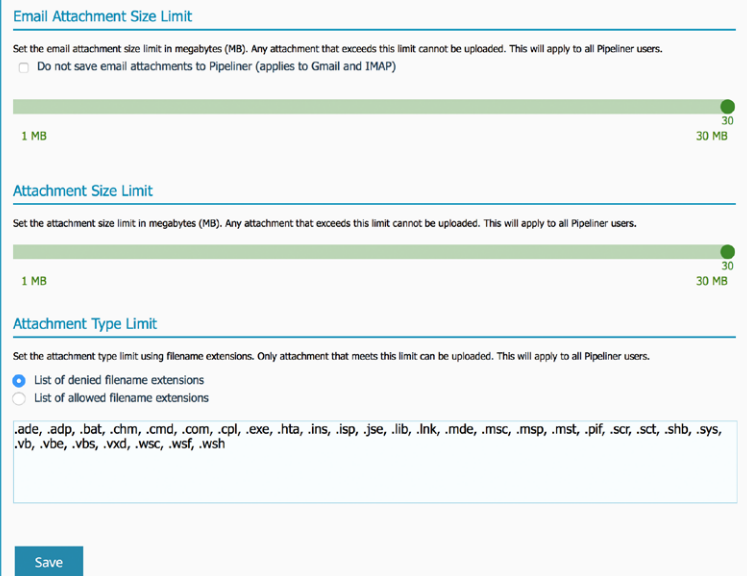 Email Attachment Size Limit
Set the email attachment size limit in megabytes (MB). Any attachment that exceeds this limit cannot be uploaded. This will apply to all Pipeliner users.
Do not save email attachments to Pipeliner (applies to Gmail and IMAP)
30
1 MB 30 MB
Attachment Size Limit
Set the attachment size limit in megabytes (MB). Any attachment that exceeds this limit cannot be uploaded. This will apply to all Pipeliner users.
30
1 MB 30 MB
Attachment Type Limit
Set the attachment type limit using filename extensions. Only attachment that meets this limit can be uploaded. This will apply to all Pipeliner users.
List of denied filename extensions
List of allowed filename extensions
.ade, .adp, .bat, .chm, .cmd, .com, .cpl, .exe, .hta, .ins, .isp, .jse, .lib, .lnk, .mde, .msc, .msp, .mst, .pif, .scr, .sct, .shb, .sys,
.vb, .vbe, .vbs, .vxd, .wsc, .wsf, .wsh
Save